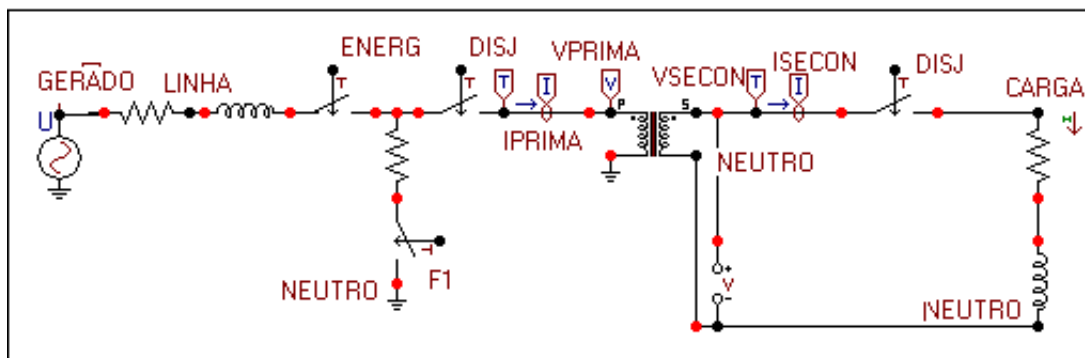 ENERG
DISJ
VPRIMA
ISECON
DISJ
GERADO
LINHA
VSECON
CARGA
U
T
T
T
I
V
P
S
T
I
T
H
IPRIMA
NEUTRO
T
F1
NEUTRO
+
V
-
NEUTRO